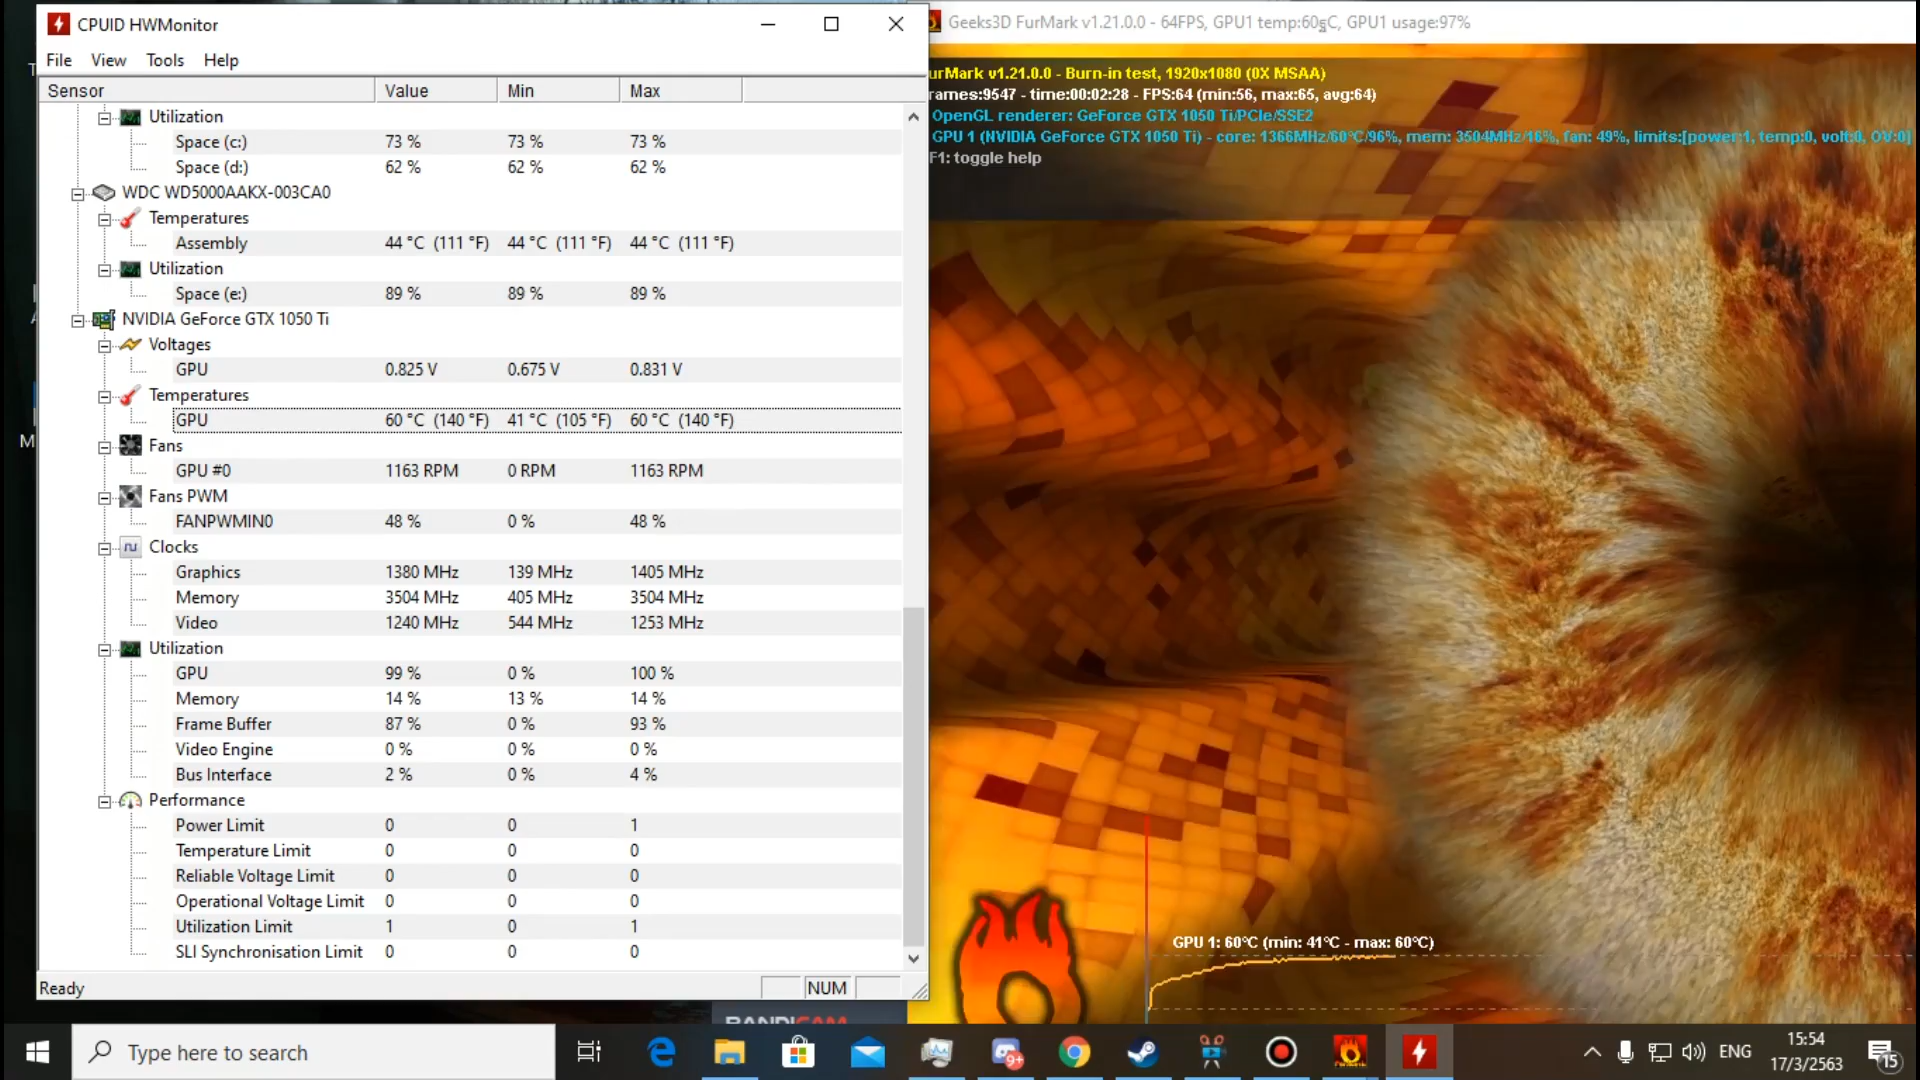 CPUID HWMonitor
File View Tools Help
Sensor Value Min Max
Utilization
Space (c:) 73 % 73 % 73 %
Space (d:) 62 % 62 % 62 %
WDC WD5000AAKX-003CA0
Temperatures
Assembly 44 °C (111 °F) 44 °C (111 °F) 44 °C (111 °F)
Utilization
Space (e:) 89 % 89 % 89 %
NVIDIA GeForce GTX 1050 Ti
Voltages
GPU 0.825 V 0.675 V 0.831 V
Temperatures
GPU 60 °C (140 °F) 41 °C (105 °F) 60 °C (140 °F)
Fans
GPU #0 1163 RPM 0 RPM 1163 RPM
Fans PWM
FANPWMIN0 48 % 0 % 48 %
Clocks
Graphics 1380 MHz 139 MHz 1405 MHz
Memory 3504 MHz 405 MHz 3504 MHz
Video 1240 MHz 544 MHz 1253 MHz
Utilization
GPU 99 % 0 % 100 %
Memory 14 % 13 % 14 %
Frame Buffer 87 % 0 % 93 %
Video Engine 0 % 0 % 0 %
Bus Interface 2 % 0 % 4 %
Performance
Power Limit 0 0 1
Temperature Limit 0 0 0
Reliable Voltage Limit 0 0 0
Operational Voltage Limit 0 0 0
Utilization Limit 1 0 1
SLI Synchronisation Limit 0 0 0
Ready NUM
Geeks3D FurMark v1.21.0.0 - 64FPS, GPU1 temp:60 C, GPU1 usage:97%
urMark v1.21.0.0 - Burn-in test, 1920x1080 (0X MSAA)
rames:9547 - time:00:02:28 - FPS:64 (min:56, max:65, avg:64)
OpenGL renderer: GeForce GTX 1050 Ti/PCIe/SSE2
GPU 1 (NVIDIA GeForce GTX 1050 Ti) - core: 1366MHz/60°C/96%, mem: 3504MHz/16%, fan: 49%, limits:[power:1, temp:0, volt:0, OV:0]
F1: toggle help
GPU 1: 60°C (min: 41°C - max: 60°C)
BANDICAM
Type here to search
9+
ENG
15:54
17/3/2563
15